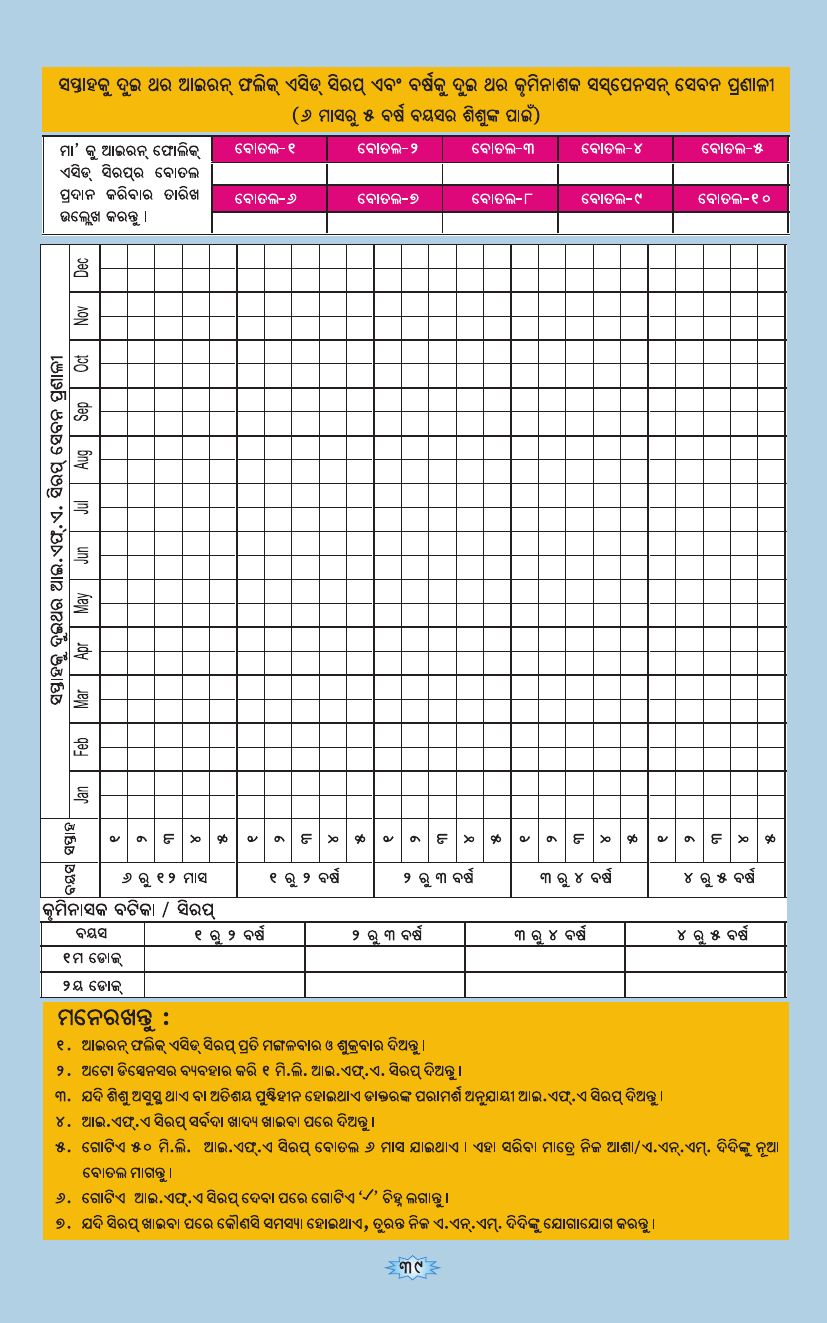 ସପ୍ତାହକୁ ଦୁଇ ଥର ଆଇରନ୍ ଫଲିକ୍ ଏସିଡ୍ ସିରପ୍ ଏବଂ ବର୍ଷକୁ ଦୁଇ ଥର କୃମିନାଶକ ସସ୍‌ପେନସନ୍ ସେବନ ପ୍ରଣାଳୀ
(୬ ମାସରୁ ୫ ବର୍ଷ ବୟସର ଶିଶୁଙ୍କ ପାଇଁ)
ମା’ କୁ ଆଇରନ୍ ଫୋଲିକ୍
ଏସିଡ୍ ସିରପ୍‌ର ବୋତଲ
ପ୍ରଦାନ କରିବାର ତାରିଖ
ଉଲ୍ଲେଖ କରନ୍ତୁ ।
ବୋତଲ-୧ ବୋତଲ-୨ ବୋତଲ-୩ ବୋତଲ-୪ ବୋତଲ-୫
ବୋତଲ-୬ ବୋତଲ-୭ ବୋତଲ-୮ ବୋତଲ-୯ ବୋତଲ-୧୦
ସପ୍ତାହକୁ ଦୁଇଥର ଆଇ.ଏଫ୍.ଏ. ସିରପ୍ ସେବନ ପ୍ରଣାଳୀ
Dec
Nov
Oct
Sep
Aug
Jul
Jun
May
Apr
Mar
Feb
Jan
ସପ୍ତାହ ୧ ୨ ୩ ୪ ୫ ୧ ୨ ୩ ୪ ୫ ୧ ୨ ୩ ୪ ୫ ୧ ୨ ୩ ୪ ୫ ୧ ୨ ୩ ୪ ୫
ବୟସ ୬ ରୁ ୧୨ ମାସ ୧ ରୁ ୨ ବର୍ଷ ୨ ରୁ ୩ ବର୍ଷ ୩ ରୁ ୪ ବର୍ଷ ୪ ରୁ ୫ ବର୍ଷ
କୃମିନାସକ ବଟିକା / ସିରପ୍
ବୟସ ୧ ରୁ ୨ ବର୍ଷ ୨ ରୁ ୩ ବର୍ଷ ୩ ରୁ ୪ ବର୍ଷ ୪ ରୁ ୫ ବର୍ଷ
୧ମ ଡୋଜ୍
୨ୟ ଡୋଜ୍
ମନେରଖନ୍ତୁ :
୧. ଆଇରନ୍ ଫଲିକ୍ ଏସିଡ୍ ସିରପ୍ ପ୍ରତି ମଙ୍ଗଳବାର ଓ ଶୁକ୍ରବାର ଦିଅନ୍ତୁ ।
୨. ଅଟୋ ଡିସ୍ପେନସର ବ୍ୟବହାର କରି ୧ ମି.ଲି. ଆଇ.ଏଫ୍.ଏ. ସିରପ୍ ଦିଅନ୍ତୁ ।
୩. ଯଦି ଶିଶୁ ଅସୁସ୍ଥ ଥାଏ ବା ଅତିଶୟ ପୁଷ୍ଟିହୀନ ହୋଇଥାଏ ଡାକ୍ତରଙ୍କ ପରାମର୍ଶ ଅନୁଯାୟୀ ଆଇ.ଏଫ୍.ଏ ସିରପ୍ ଦିଅନ୍ତୁ ।
୪. ଆଇ.ଏଫ୍.ଏ ସିରପ୍ ସର୍ବଦା ଖାଦ୍ୟ ଖାଇବା ପରେ ଦିଅନ୍ତୁ ।
୫. ଗୋଟିଏ ୫୦ ମି.ଲି. ଆଇ.ଏଫ୍.ଏ ସିରପ୍ ବୋତଲ ୬ ମାସ ଯାଇଥାଏ । ଏହା ସରିବା ମାତ୍ରେ ନିଜ ଆଶା/ଏ.ଏନ୍.ଏମ୍. ଦିଦିଙ୍କୁ ନୂଆ
ବୋତଲ ମାଗନ୍ତୁ ।
୬. ଗୋଟିଏ ଆଇ.ଏଫ୍.ଏ ସିରପ୍ ଦେବା ପରେ ଗୋଟିଏ ‘✓’ ଚିହ୍ନ ଲଗାନ୍ତୁ ।
୭. ଯଦି ସିରପ୍ ଖାଇବା ପରେ କୌଣସି ସମସ୍ୟା ହୋଇଥାଏ, ତୁରନ୍ତ ନିଜ ଏ.ଏନ୍.ଏମ୍. ଦିଦିଙ୍କୁ ଯୋଗାଯୋଗ କରନ୍ତୁ ।
୩୯